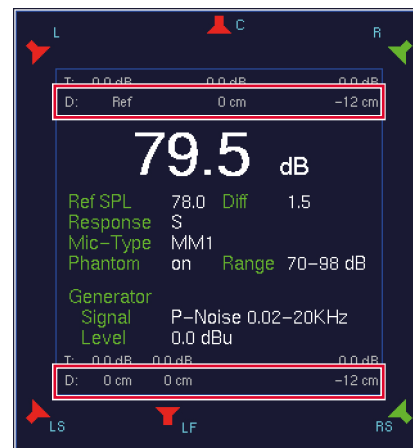 L C R
T: 0.0 dB 0.0 dB 0.0 dB
D: Ref 0 cm −12 cm
79.5 dB
Ref SPL 78.0 Diff 1.5
Response S
Mic−Type MM1
Phantom on Range 70−98 dB
Generator
Signal P−Noise 0.02−20KHz
Level 0.0 dBu
T: 0.0 dB 0.0 dB 0.0 dB
D: 0 cm 0 cm −12 cm
LS LF RS